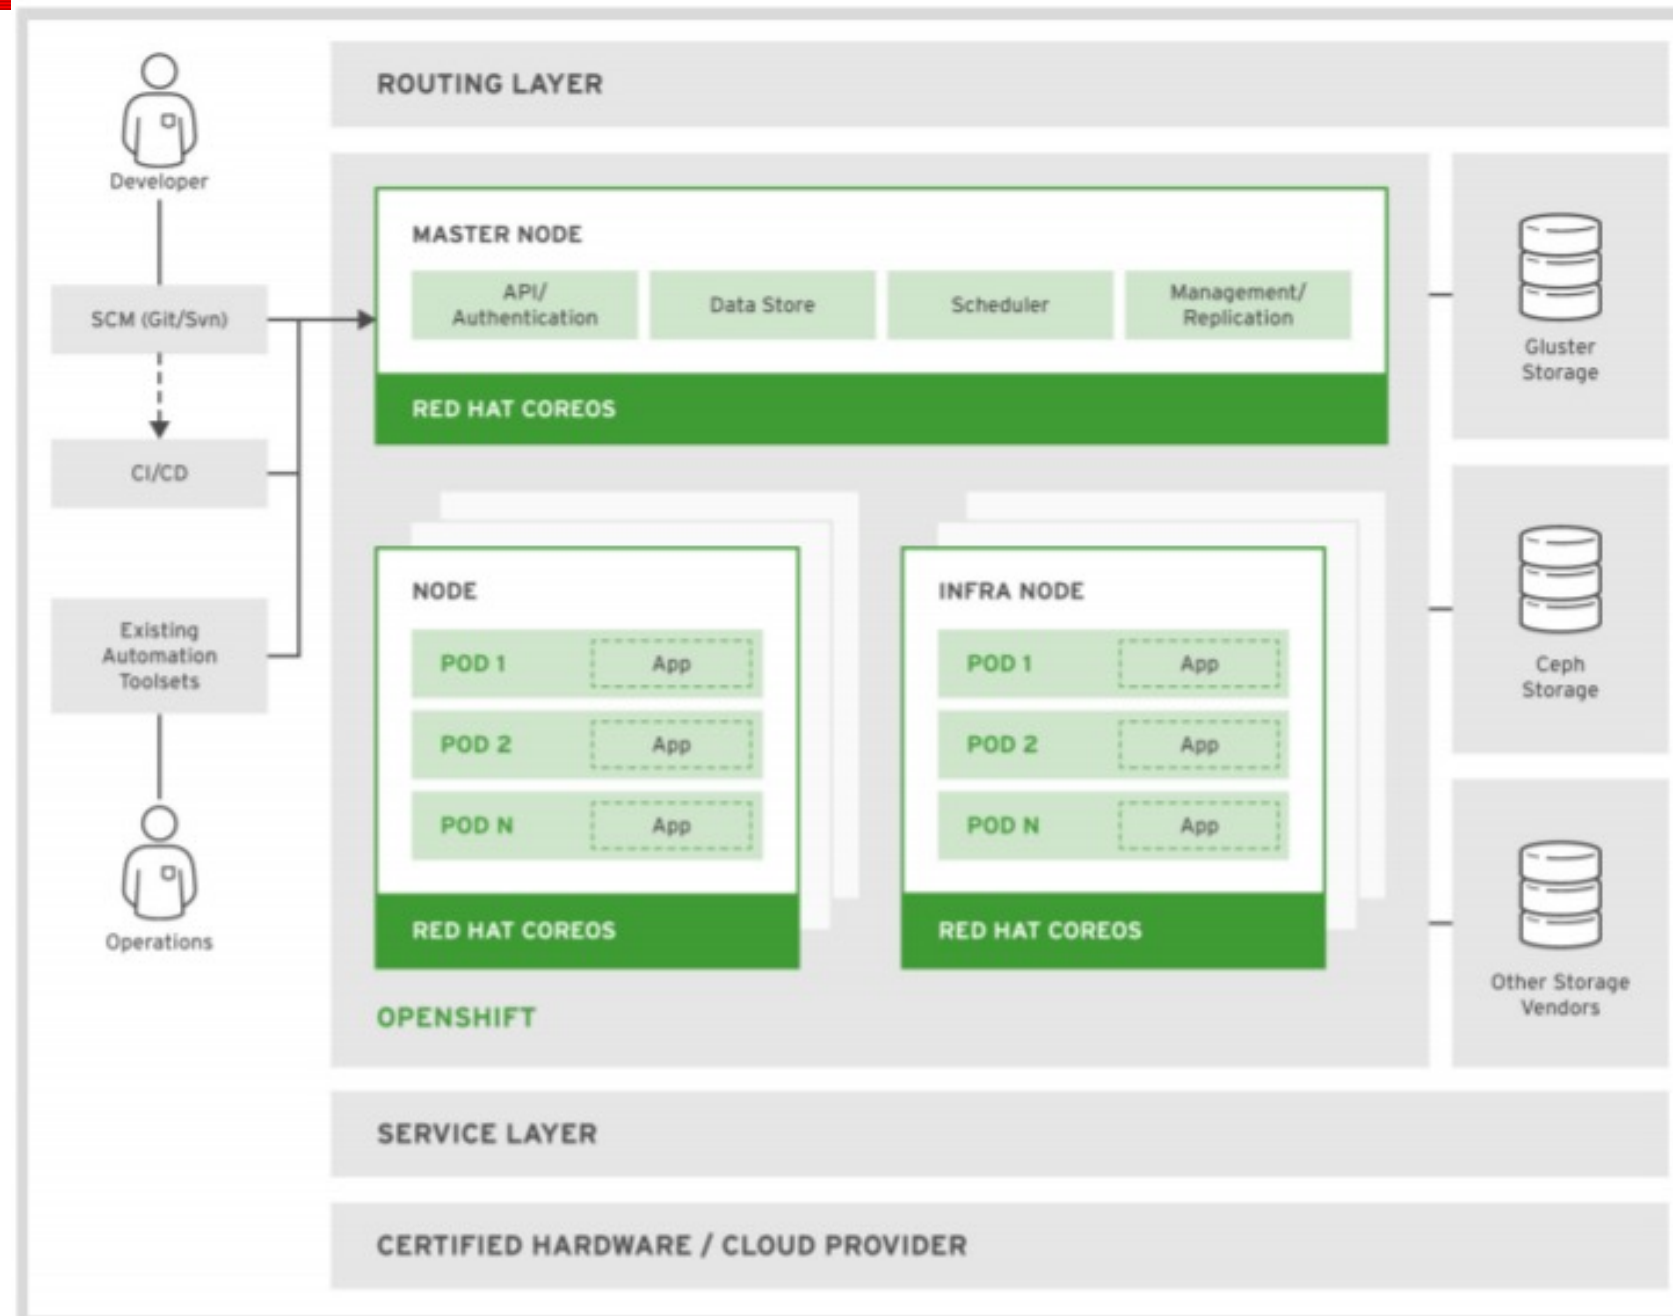 ROUTING LAYER
Developer
SCM (Git/Svn)
CI/CD
Existing
Automation
Toolsets
Operations
MASTER NODE
API/
Authentication
Data Store
Scheduler
Management/
Replication
RED HAT COREOS
NODE
POD 1
App
POD 2
App
POD N
App
RED HAT COREOS
INFRA NODE
POD 1
App
POD 2
App
POD N
App
RED HAT COREOS
OPENSHIFT
Gluster
Storage
Ceph
Storage
Other Storage
Vendors
SERVICE LAYER
CERTIFIED HARDWARE / CLOUD PROVIDER